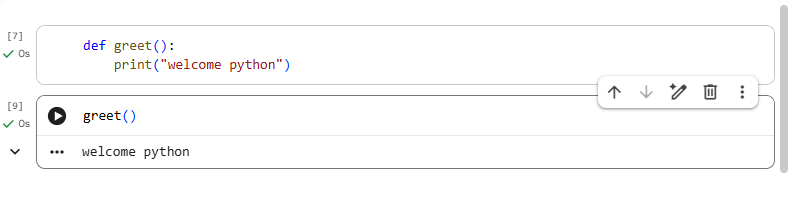 [7]
0s
def greet():
    print("welcome python")
[9]
0s
greet()
welcome python